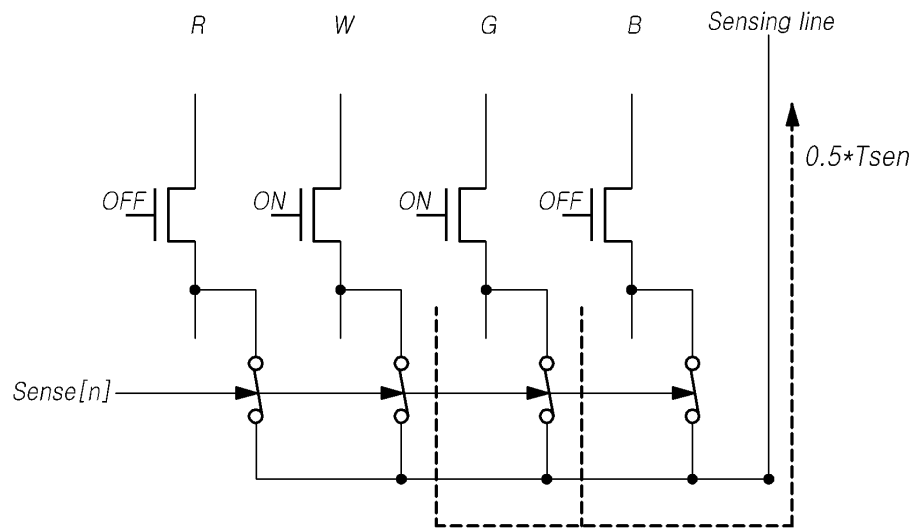 R W G B Sensing line
0.5*Tsen
OFF ON ON OFF
Sense[n]